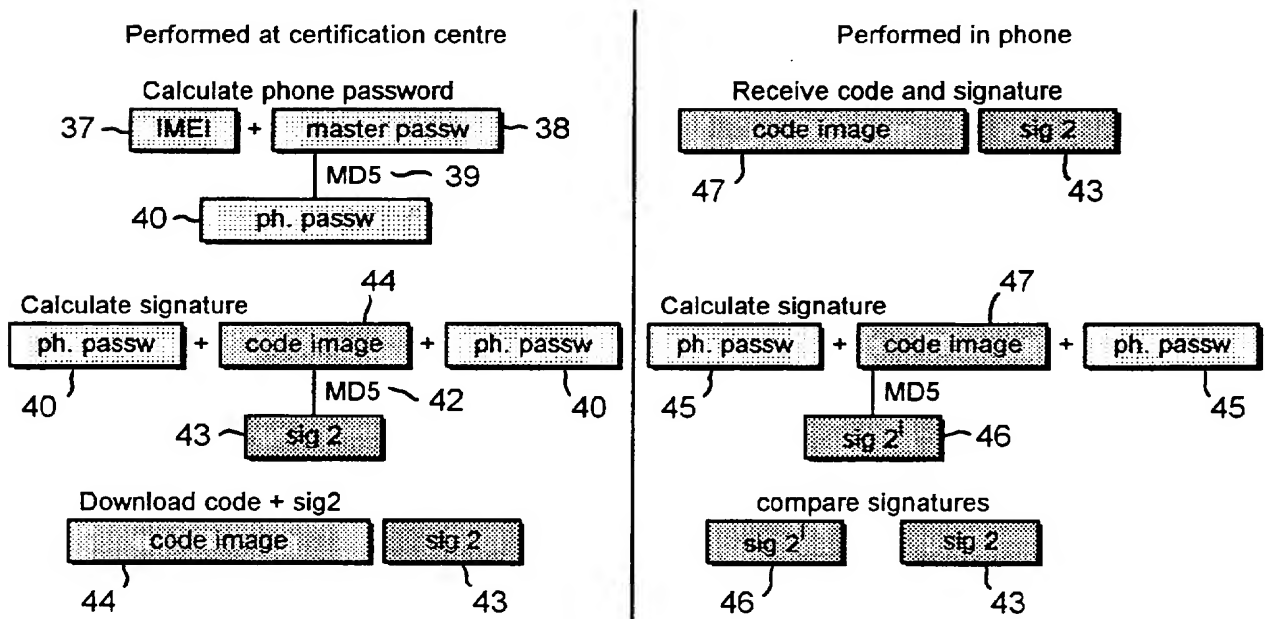 Performed at certification centre
Calculate phone password
37 IMEI + master passw 38
MD5 39
40 ph. passw
44
Calculate signature
ph. passw + code image + ph. passw
40 MD5 42 40
43 sig 2
Download code + sig2
code image sig 2
44 43
Performed in phone
Receive code and signature
code image sig 2
47 43
47
Calculate signature
ph. passw + code image + ph. passw
45 MD5 45
sig 2ⁱ 46
compare signatures
sig 2ⁱ sig 2
46 43